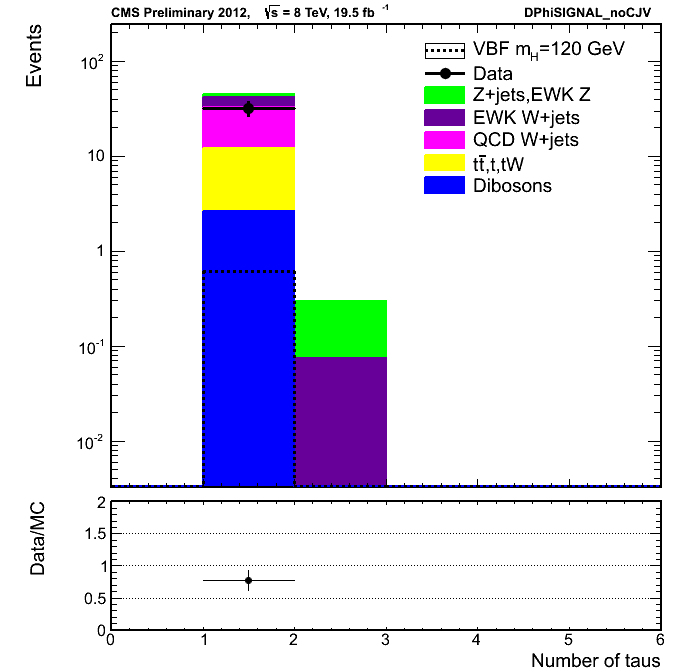 CMS Preliminary 2012, √s = 8 TeV, 19.5 fb⁻¹ DPhiSIGNAL_noCJV
Events
10²
10
1
10⁻¹
10⁻²
VBF m_H=120 GeV
Data
Z+jets,EWK Z
EWK W+jets
QCD W+jets
tt̄,t,tW
Dibosons
Data/MC
2
1.5
1
0.5
0
0 1 2 3 4 5 6
Number of taus